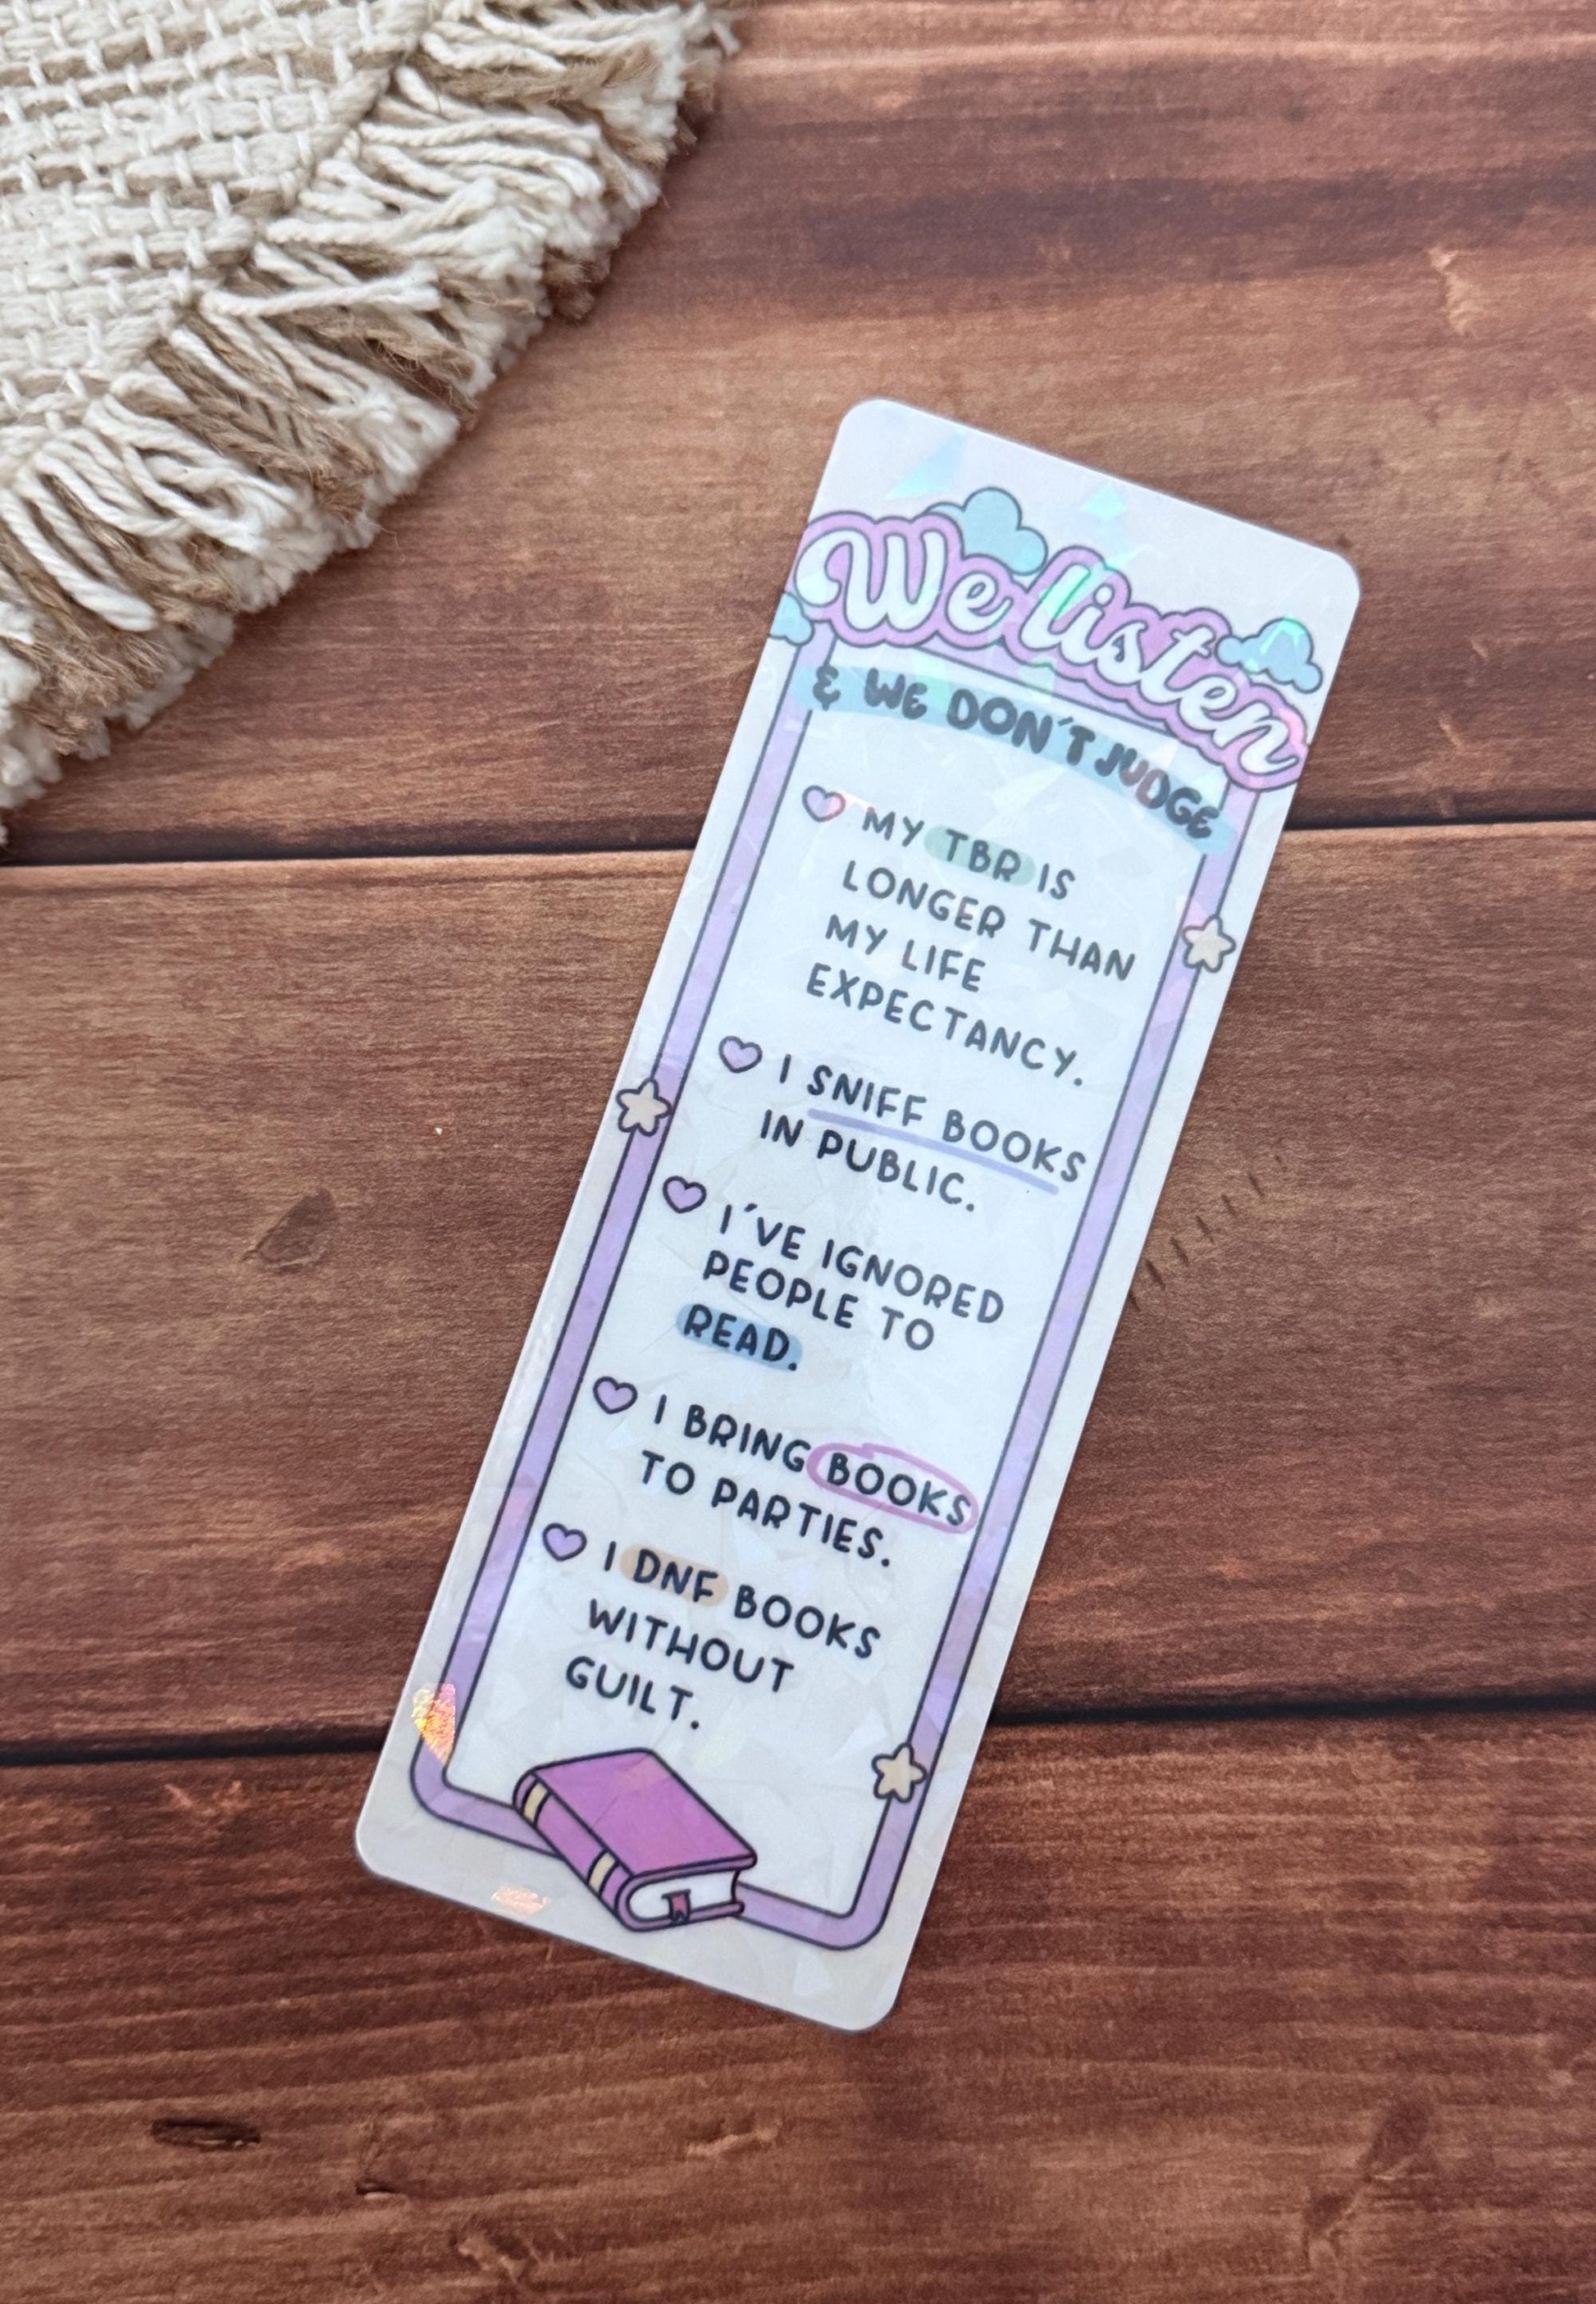 We listen
& WE DON'T JUDGE
MY TBR IS
LONGER THAN
MY LIFE
EXPECTANCY.
I SNIFF BOOKS
IN PUBLIC.
I'VE IGNORED
PEOPLE TO
READ.
I BRING BOOKS
TO PARTIES.
I DNF BOOKS
WITHOUT
GUILT.